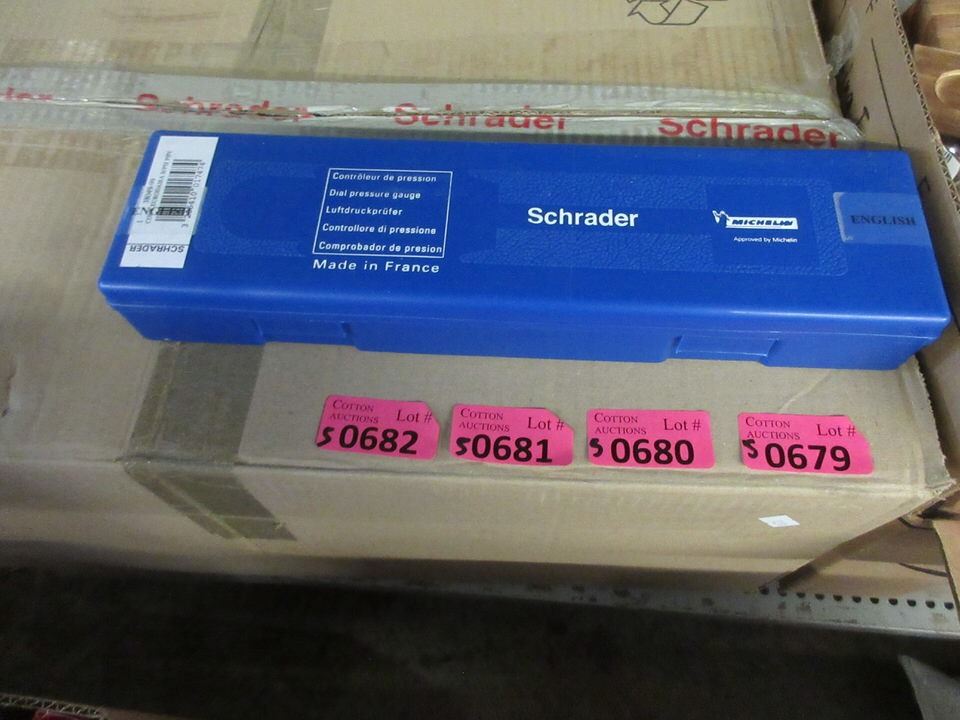 Schrader Schrader Schrader
SCHRADER
ENGLISH
Contrôleur de pression
Dial pressure gauge
Luftdruckprüfer
Controllore di pressione
Comprobador de presion
Made in France
Schrader
MICHELIN
Approved by Michelin
ENGLISH
COTTON
AUCTIONS Lot #
S0682
COTTON
AUCTIONS Lot #
S0681
COTTON
AUCTIONS Lot #
S0680
COTTON
AUCTIONS Lot #
S0679